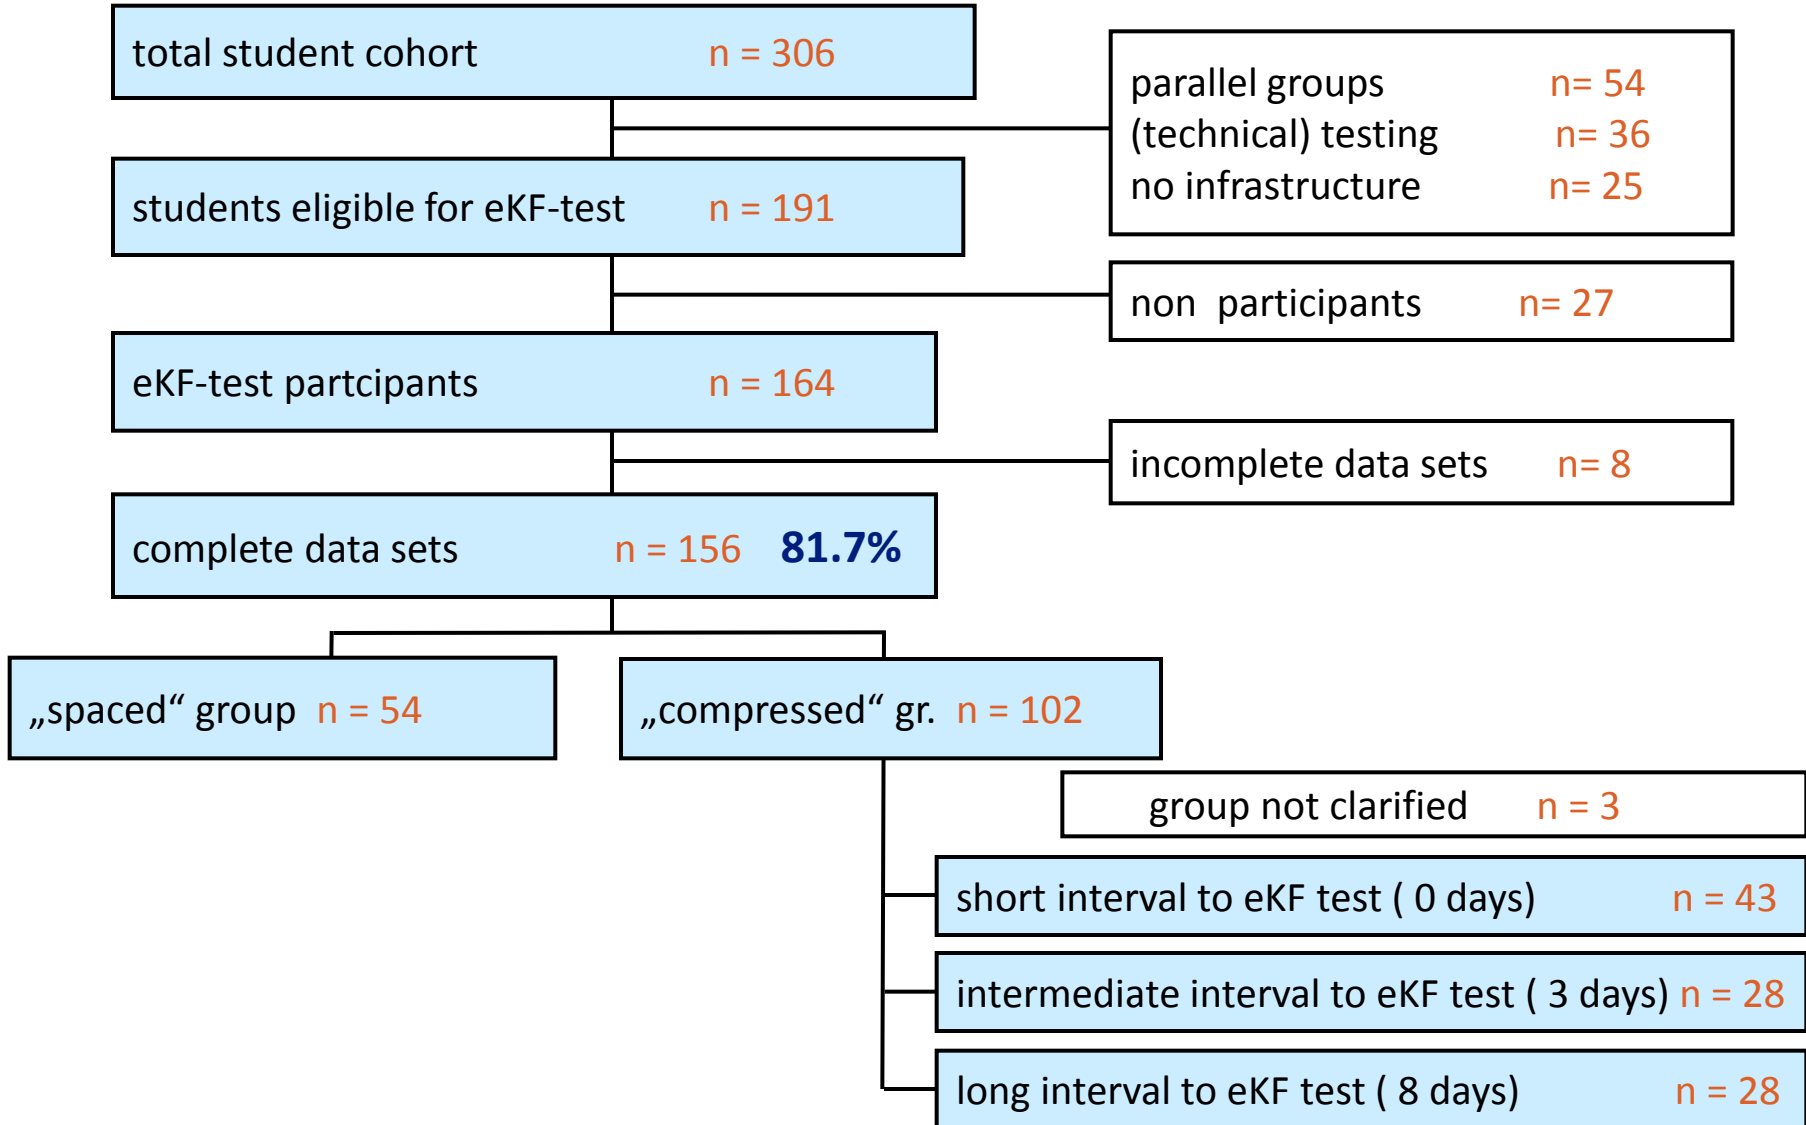 total student cohort n = 306
parallel groups n= 54
(technical) testing n= 36
no infrastructure n= 25
students eligible for eKF-test n = 191
non participants n= 27
eKF-test partcipants n = 164
incomplete data sets n= 8
complete data sets n = 156 81.7%
„spaced“ group n = 54
„compressed“ gr. n = 102
group not clarified n = 3
short interval to eKF test ( 0 days) n = 43
intermediate interval to eKF test ( 3 days) n = 28
long interval to eKF test ( 8 days) n = 28